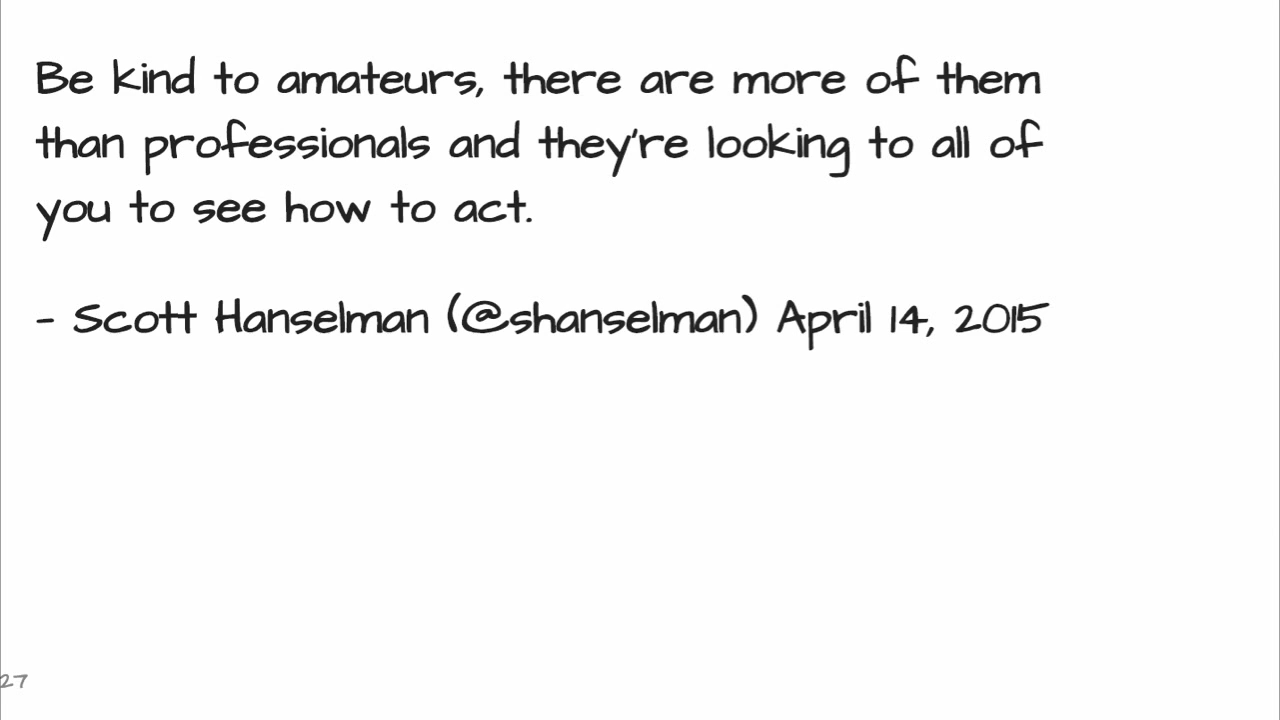 Be kind to amateurs, there are more of them
than professionals and they're looking to all of
you to see how to act.
- Scott Hanselman (@shanselman) April 14, 2015
27